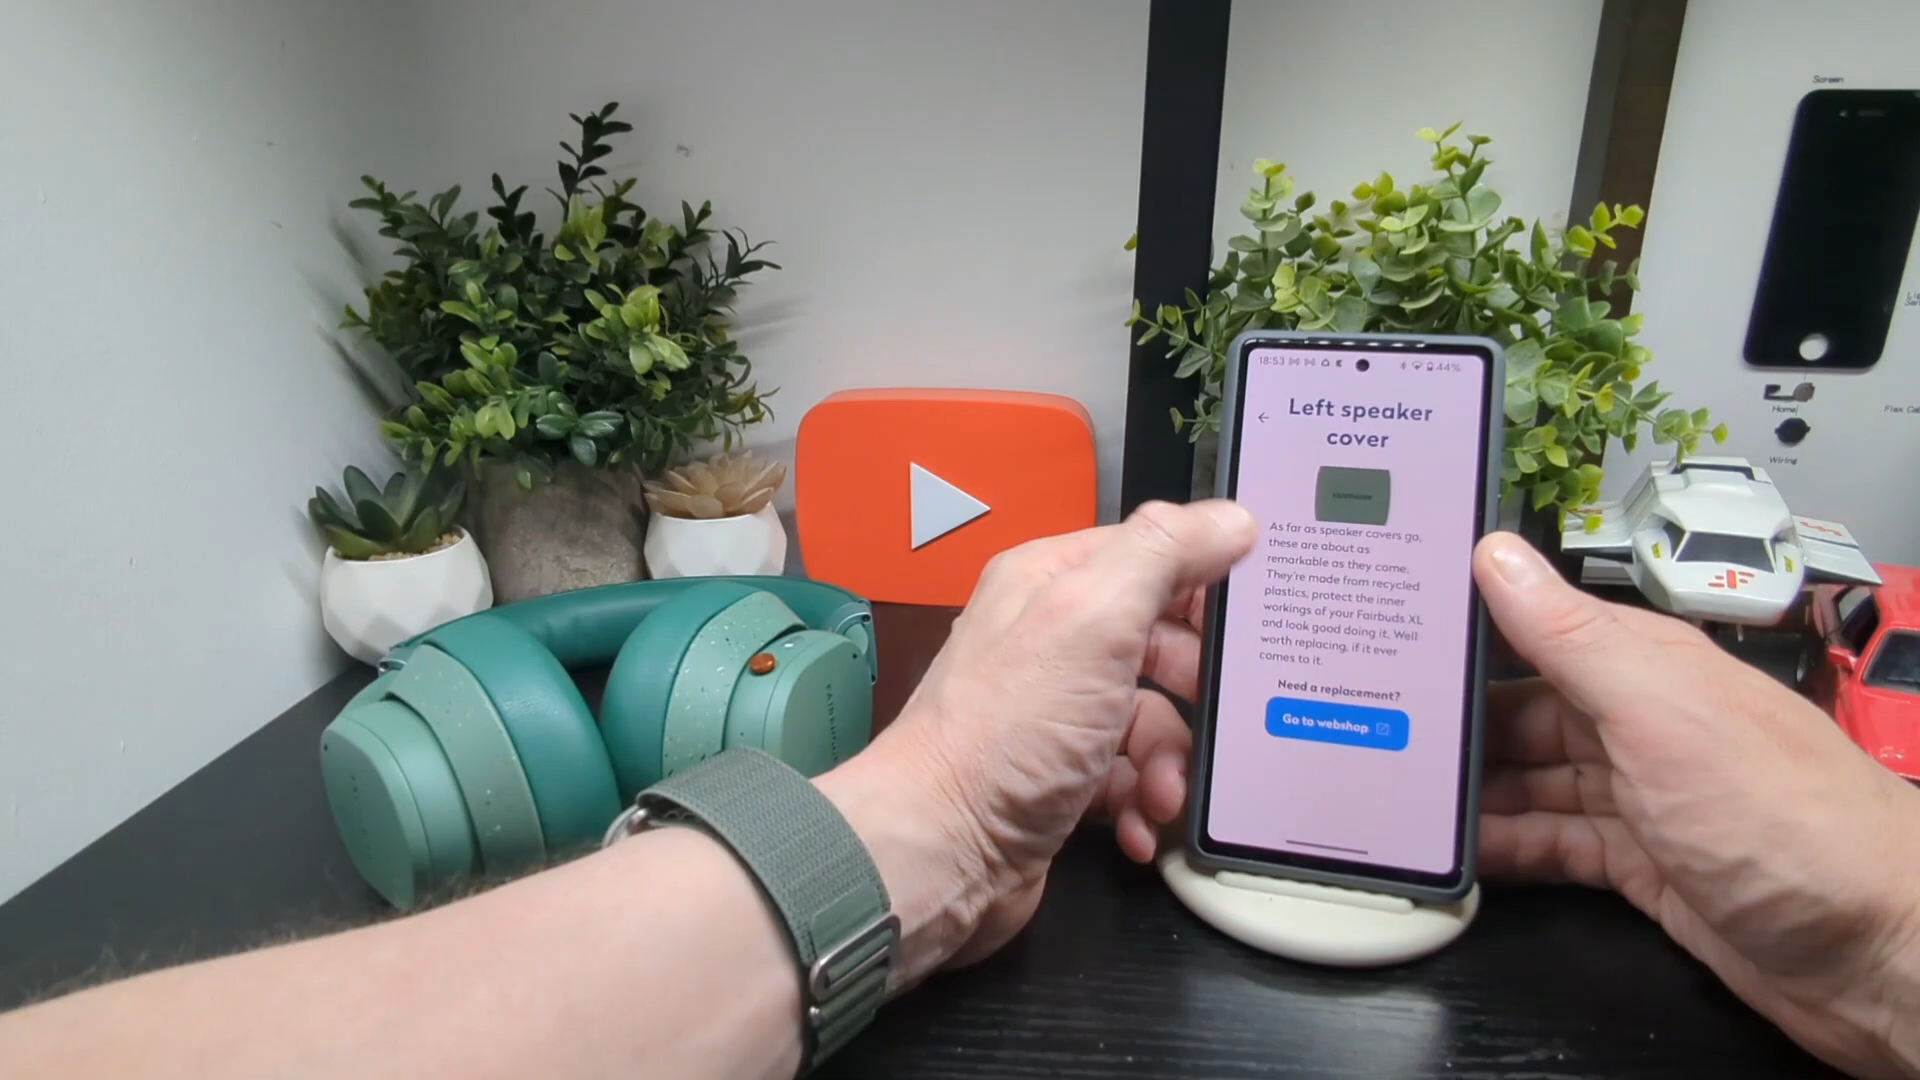 Screen
Home
Wiring
Flex
18:53
44%
Left speaker
cover
As far as speaker covers go,
these are about as
remarkable as they come.
They're made from recycled
plastics, protect the inner
workings of your Fairbuds XL
and look good doing it. Well
worth replacing, if it ever
comes to it.
Need a replacement?
Go to webshop
FAIRPHONE